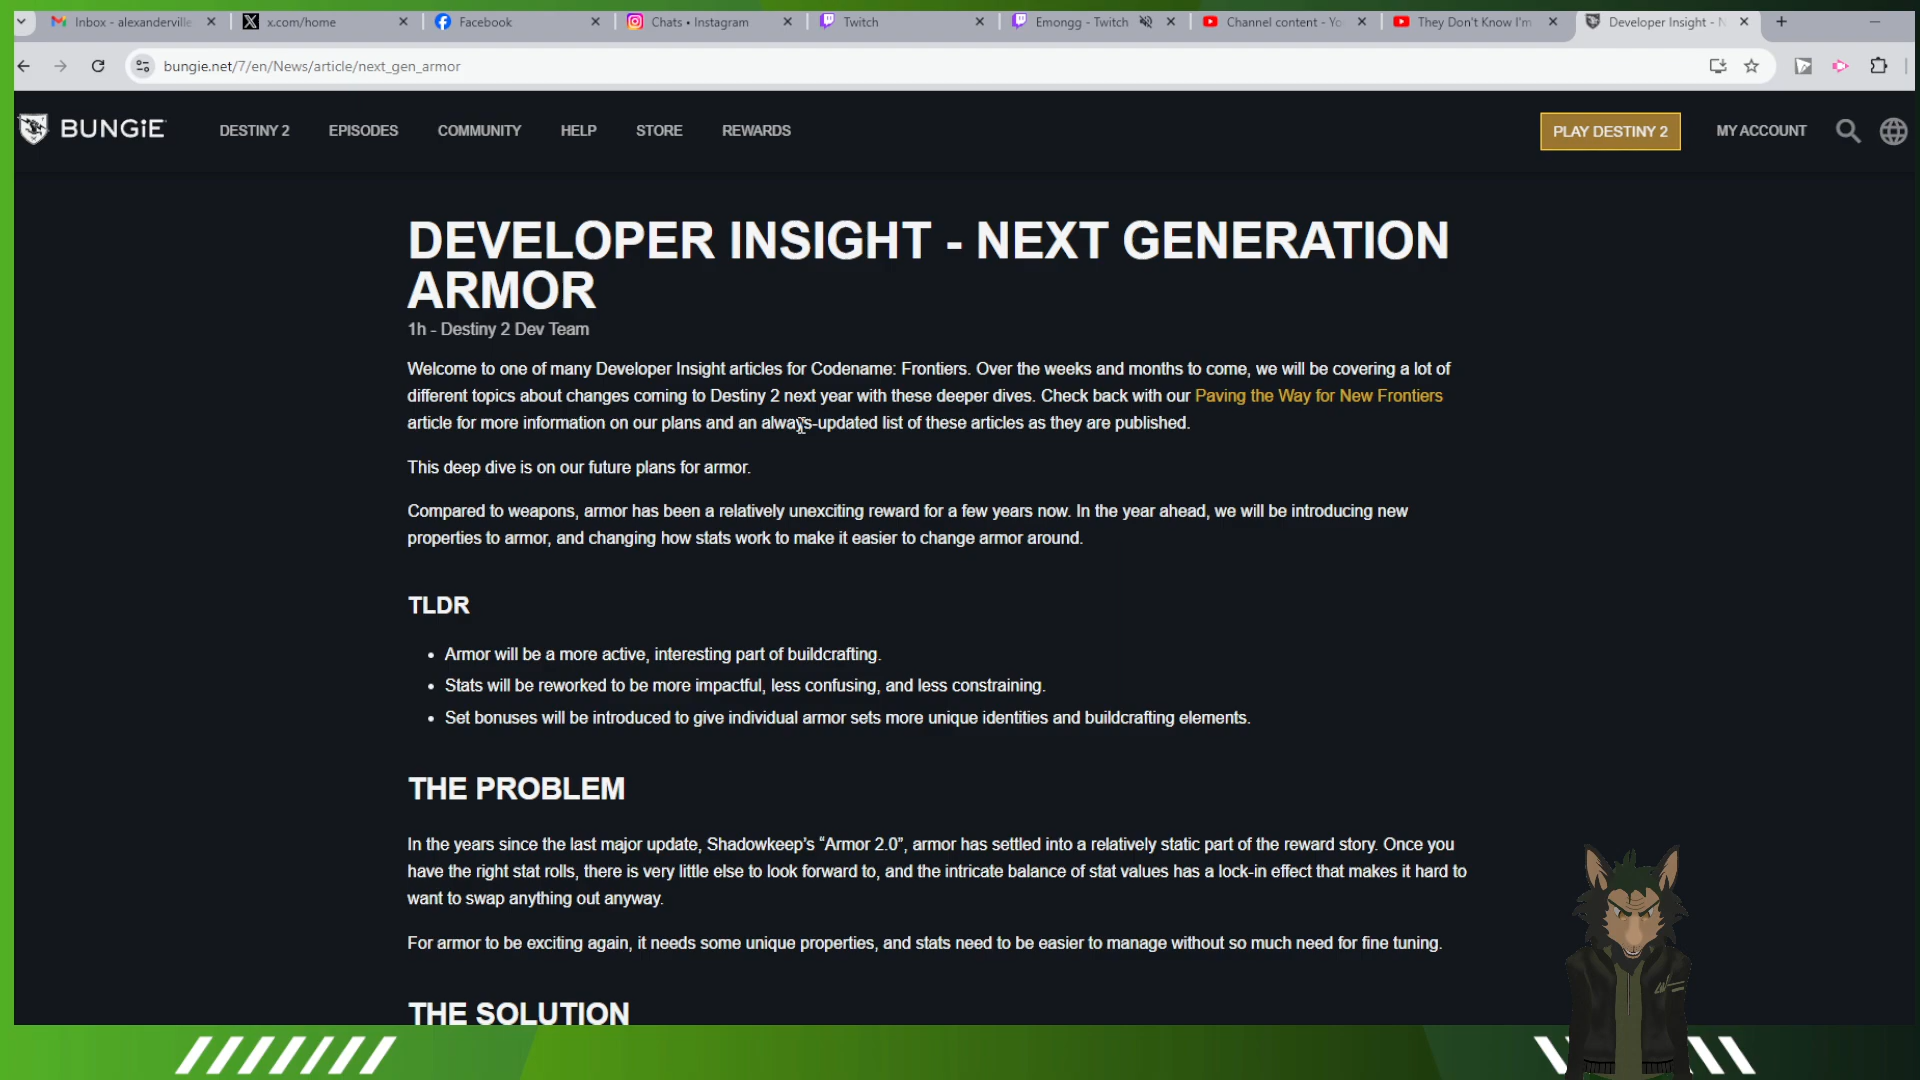 Inbox - alexanderville
x.com/home
Facebook
Chats • Instagram
Twitch
Emongg - Twitch
Channel content - Yo
They Don't Know I'm
Developer Insight - N
bungie.net/7/en/News/article/next_gen_armor
BUNGiE
DESTINY 2
EPISODES
COMMUNITY
HELP
STORE
REWARDS
PLAY DESTINY 2
MY ACCOUNT
DEVELOPER INSIGHT - NEXT GENERATION
ARMOR
1h - Destiny 2 Dev Team
Welcome to one of many Developer Insight articles for Codename: Frontiers. Over the weeks and months to come, we will be covering a lot of
different topics about changes coming to Destiny 2 next year with these deeper dives. Check back with our Paving the Way for New Frontiers
article for more information on our plans and an always-updated list of these articles as they are published.
This deep dive is on our future plans for armor.
Compared to weapons, armor has been a relatively unexciting reward for a few years now. In the year ahead, we will be introducing new
properties to armor, and changing how stats work to make it easier to change armor around.
TLDR
• Armor will be a more active, interesting part of buildcrafting.
• Stats will be reworked to be more impactful, less confusing, and less constraining.
• Set bonuses will be introduced to give individual armor sets more unique identities and buildcrafting elements.
THE PROBLEM
In the years since the last major update, Shadowkeep's “Armor 2.0”, armor has settled into a relatively static part of the reward story. Once you
have the right stat rolls, there is very little else to look forward to, and the intricate balance of stat values has a lock-in effect that makes it hard to
want to swap anything out anyway.
For armor to be exciting again, it needs some unique properties, and stats need to be easier to manage without so much need for fine tuning.
THE SOLUTION